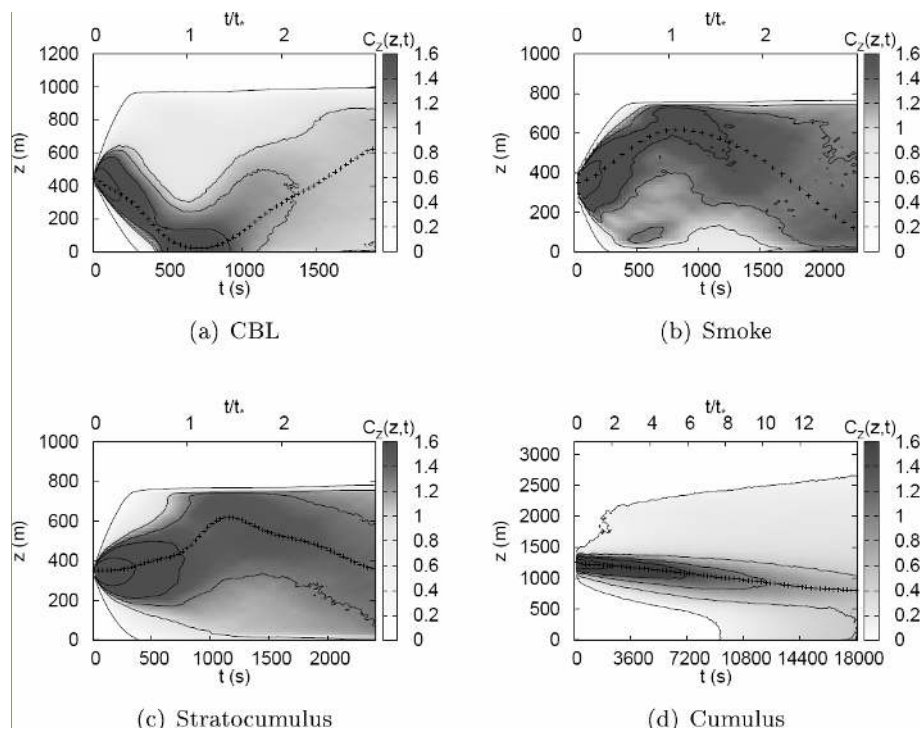 t/t*
0 1 2
C_z(z,t)
1200
1000
800
600
400
200
0
z (m)
1.6
1.4
1.2
1
0.8
0.6
0.4
0.2
0
0 500 1000 1500
t (s)
(a) CBL
t/t*
0 1 2
C_z(z,t)
1000
800
600
400
200
0
z (m)
1.6
1.4
1.2
1
0.8
0.6
0.4
0.2
0
0 500 1000 1500 2000
t (s)
(b) Smoke
t/t*
0 1 2
C_z(z,t)
1000
800
600
400
200
0
z (m)
1.6
1.4
1.2
1
0.8
0.6
0.4
0.2
0
0 500 1000 1500 2000
t (s)
(c) Stratocumulus
t/t*
0 2 4 6 8 10 12
C_z(z,t)
3000
2500
2000
1500
1000
500
0
z (m)
1.6
1.4
1.2
1
0.8
0.6
0.4
0.2
0
0 3600 7200 10800 14400 18000
t (s)
(d) Cumulus